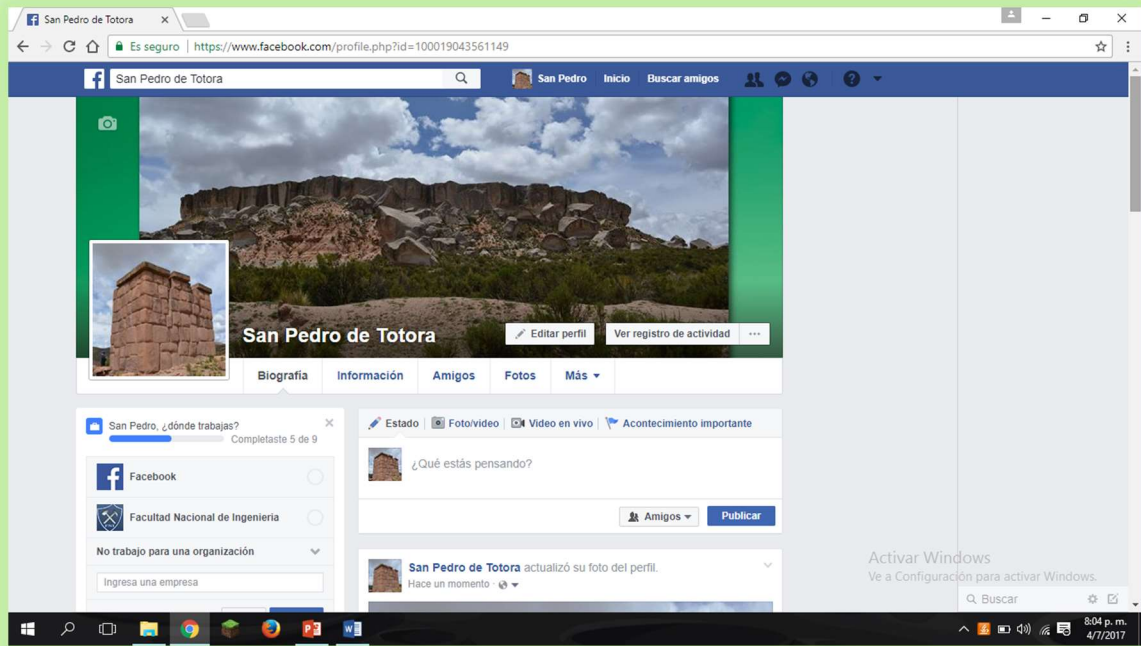 San Pedro de Totora
Es seguro | https://www.facebook.com/profile.php?id=100019043561149
San Pedro de Totora
San Pedro Inicio Buscar amigos
San Pedro de Totora
Editar perfil
Ver registro de actividad
Biografía Información Amigos Fotos Más
San Pedro, ¿dónde trabajas?
Completaste 5 de 9
Facebook
Facultad Nacional de Ingenieria
No trabajo para una organización
Ingresa una empresa
Estado Foto/video Video en vivo Acontecimiento importante
¿Qué estás pensando?
Amigos Publicar
San Pedro de Totora actualizó su foto del perfil.
Hace un momento
Activar Windows
Ve a Configuración para activar Windows.
Buscar
8:04 p. m.
4/7/2017